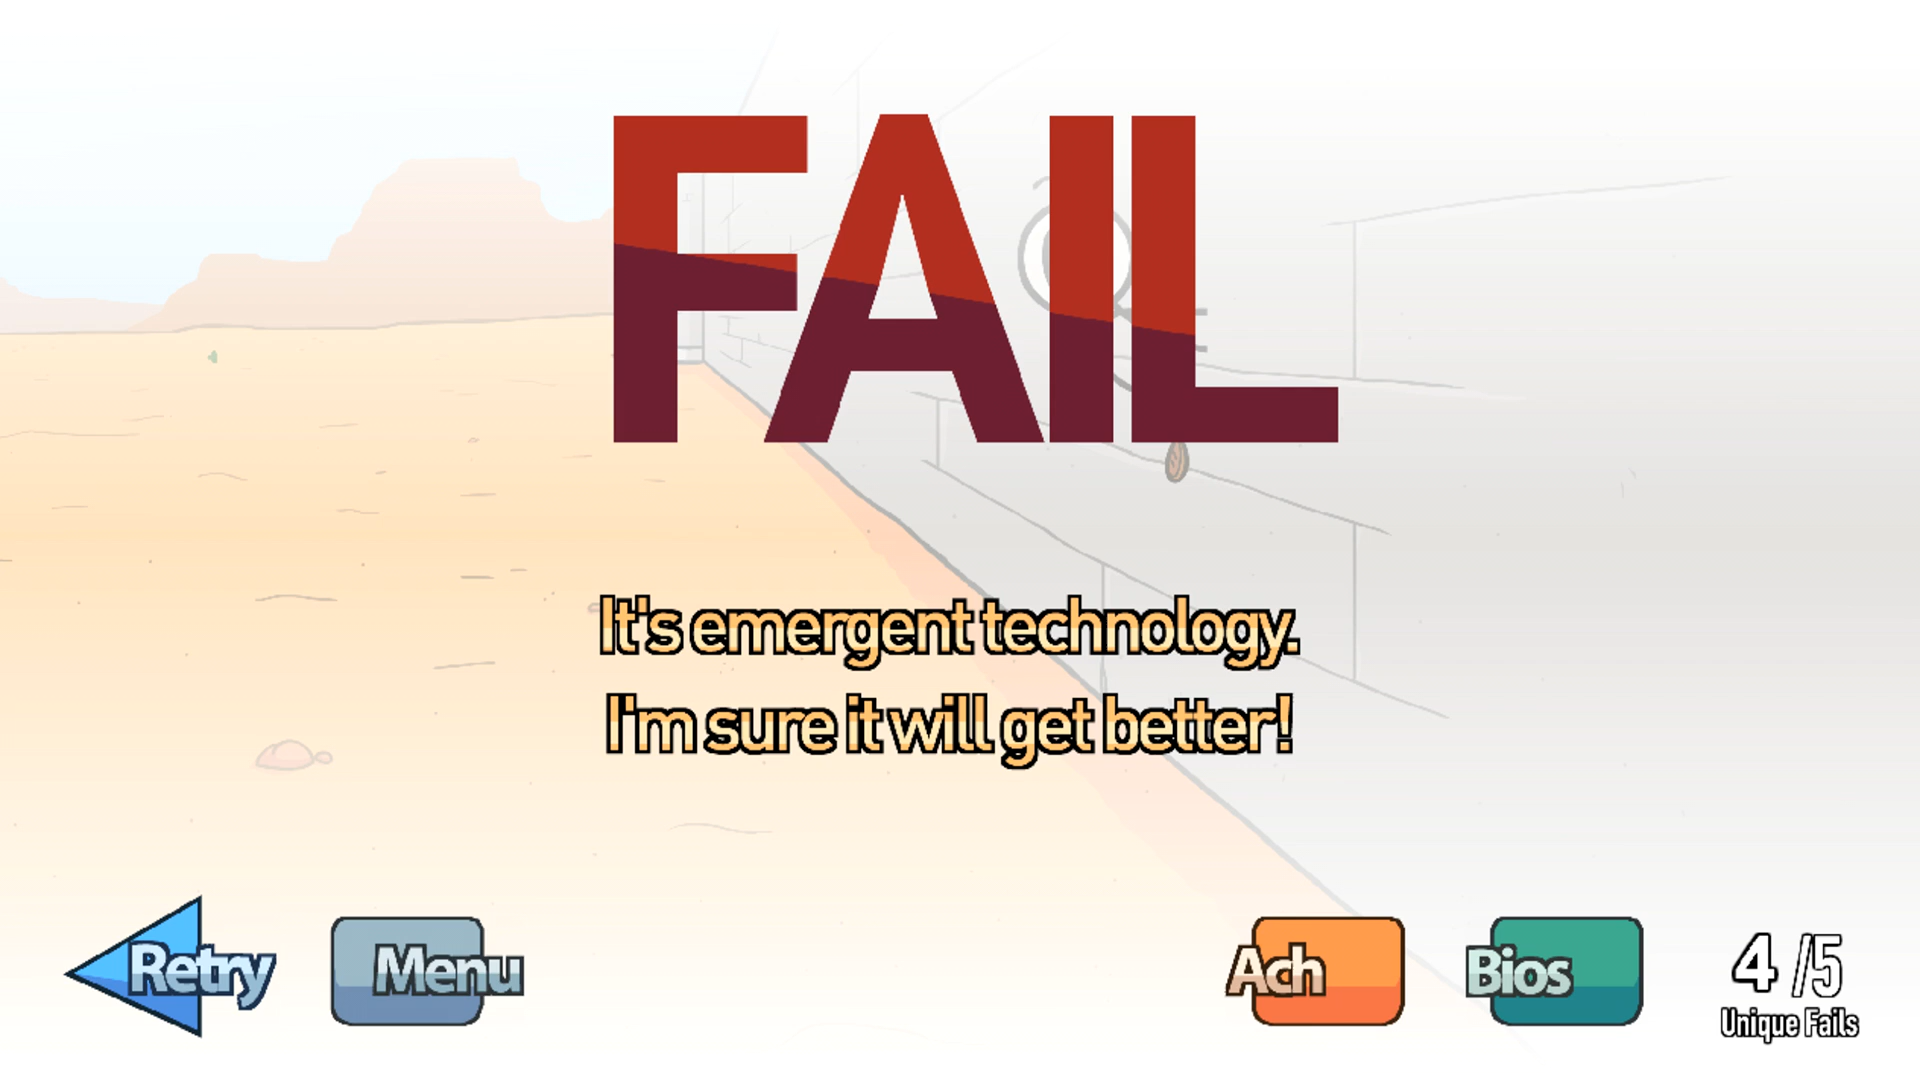 FAIL
It's emergent technology.
I'm sure it will get better!
Retry
Menu
Ach
Bios
4/5
Unique Fails